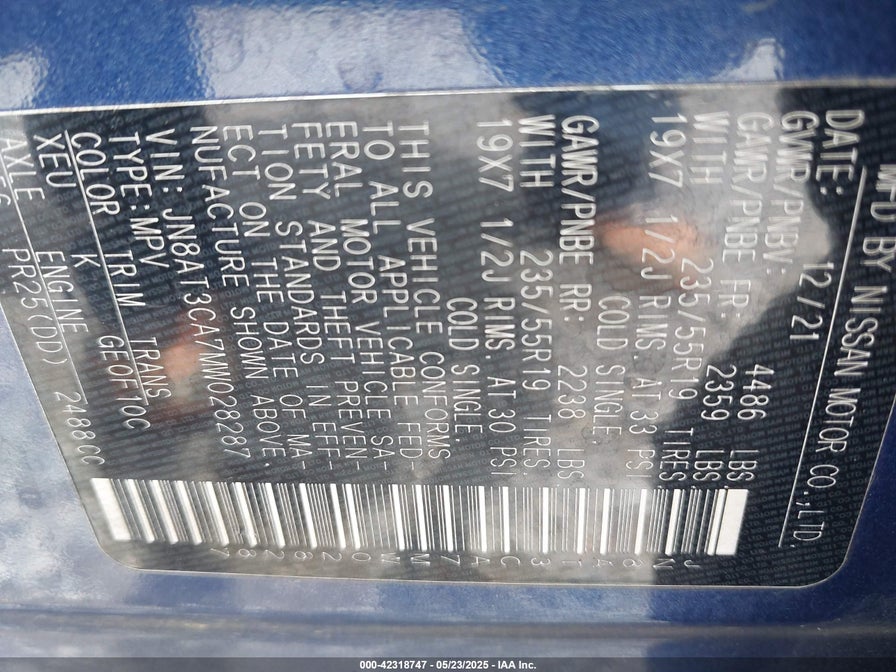 MFD BY NISSAN MOTOR CO.,LTD.
DATE: 12/21
GVWR/PNBV: 4486 LBS
GAWR/PNBE FR: 2359 LBS.
WITH 235/55R19 TIRES
19X7 1/2J RIMS. AT 33 PSI
COLD SINGLE.
GAWR/PNBE RR: 2238 LBS
WITH 235/55R19 TIRES.
19X7 1/2J RIMS. AT 30 PSI
COLD SINGLE.
THIS VEHICLE CONFORMS
TO ALL APPLICABLE FED-
ERAL MOTOR VEHICLE SA-
FETY AND THEFT PREVEN-
TION STANDARDS IN EFF-
ECT ON THE DATE OF MA-
NUFACTURE SHOWN ABOVE.
VIN: JN8AT3CA7MW028287
TYPE:MPV
COLOR TRIM TRANS
K GE0F10C
XEU ENGINE
AXLE PR25(DD) 2488CC
JN8AT3CA7MW028287
000-42318747 — 05/23/2025 — IAA Inc.